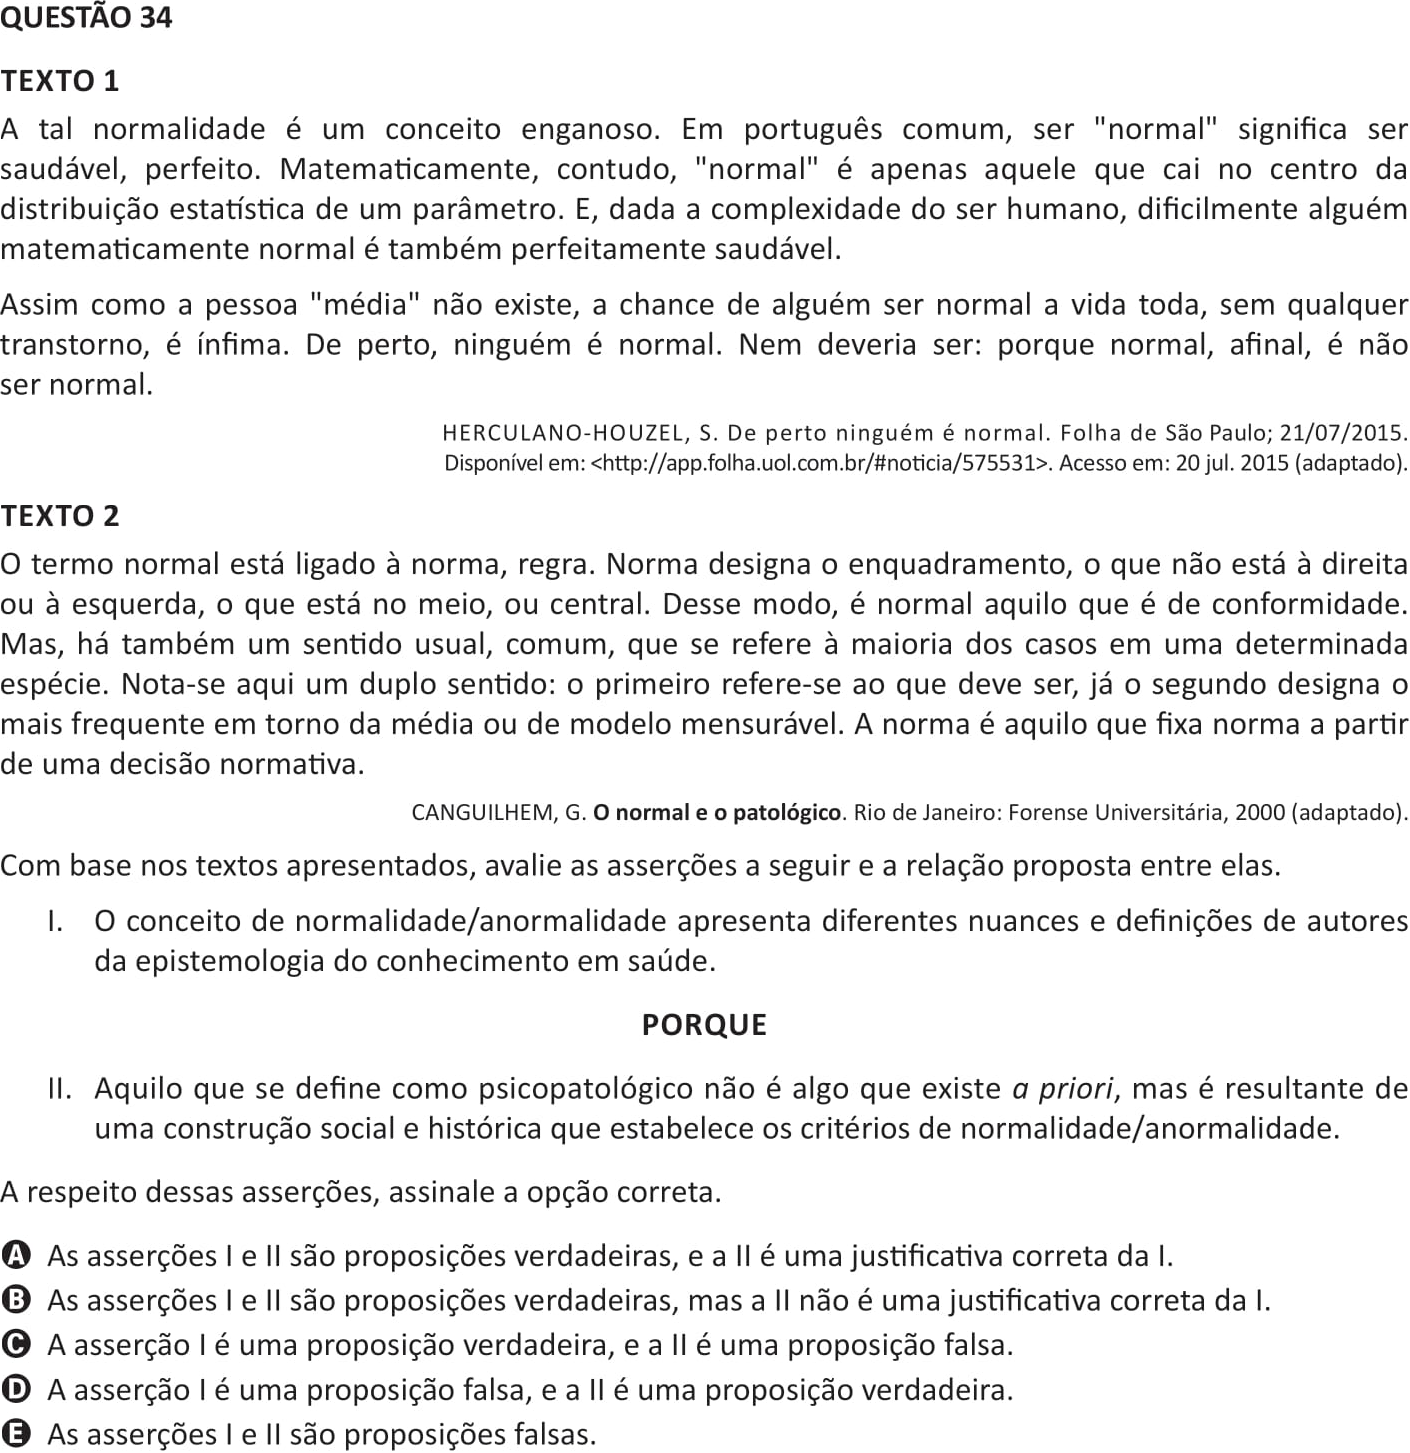 QUESTÃO 34
TEXTO 1
A tal normalidade é um conceito enganoso. Em português comum, ser "normal" significa ser
saudável, perfeito. Matematicamente, contudo, "normal" é apenas aquele que cai no centro da
distribuição estatística de um parâmetro. E, dada a complexidade do ser humano, dificilmente alguém
matematicamente normal é também perfeitamente saudável.
Assim como a pessoa "média" não existe, a chance de alguém ser normal a vida toda, sem qualquer
transtorno, é ínfima. De perto, ninguém é normal. Nem deveria ser: porque normal, afinal, é não
ser normal.
HERCULANO-HOUZEL, S. De perto ninguém é normal. Folha de São Paulo; 21/07/2015.
Disponível em: <http://app.folha.uol.com.br/#noticia/575531>. Acesso em: 20 jul. 2015 (adaptado).
TEXTO 2
O termo normal está ligado à norma, regra. Norma designa o enquadramento, o que não está à direita
ou à esquerda, o que está no meio, ou central. Desse modo, é normal aquilo que é de conformidade.
Mas, há também um sentido usual, comum, que se refere à maioria dos casos em uma determinada
espécie. Nota-se aqui um duplo sentido: o primeiro refere-se ao que deve ser, já o segundo designa o
mais frequente em torno da média ou de modelo mensurável. A norma é aquilo que fixa norma a partir
de uma decisão normativa.
CANGUILHEM, G. O normal e o patológico. Rio de Janeiro: Forense Universitária, 2000 (adaptado).
Com base nos textos apresentados, avalie as asserções a seguir e a relação proposta entre elas.
I. O conceito de normalidade/anormalidade apresenta diferentes nuances e definições de autores
da epistemologia do conhecimento em saúde.
PORQUE
II. Aquilo que se define como psicopatológico não é algo que existe a priori, mas é resultante de
uma construção social e histórica que estabelece os critérios de normalidade/anormalidade.
A respeito dessas asserções, assinale a opção correta.
A As asserções I e II são proposições verdadeiras, e a II é uma justificativa correta da I.
B As asserções I e II são proposições verdadeiras, mas a II não é uma justificativa correta da I.
C A asserção I é uma proposição verdadeira, e a II é uma proposição falsa.
D A asserção I é uma proposição falsa, e a II é uma proposição verdadeira.
E As asserções I e II são proposições falsas.